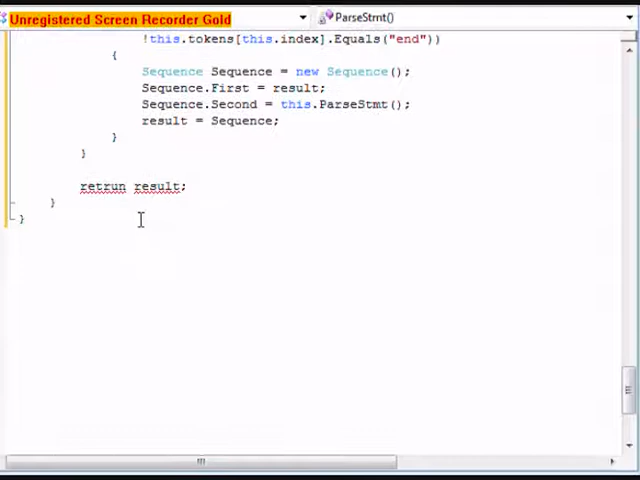 Unregistered Screen Recorder Gold
ParseStmt()
!this.tokens[this.index].Equals("end"))
{
Sequence Sequence = new Sequence();
Sequence.First = result;
Sequence.Second = this.ParseStmt();
result = Sequence;
}
}
retrun result;
}
}